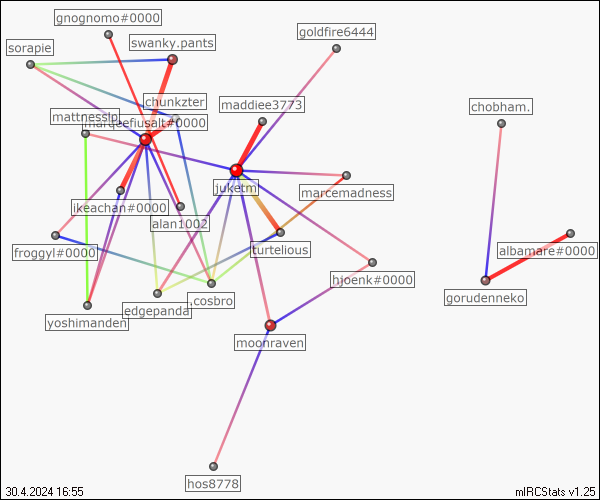 gnognomo#0000
goldfire6444
sorapie
swanky.pants
chunkzter
maddiee3773
chobham.
mattnesslp
marceefiusalt#0000
juketm
marcemadness
ikeachan#0000
alan1002
froggyl#0000
turtelious
albamare#0000
hjoenk#0000
gorudenneko
.cosbro
edgepanda
yoshimanden
moonraven
hos8778
30.4.2024 16:55
mIRCStats v1.25